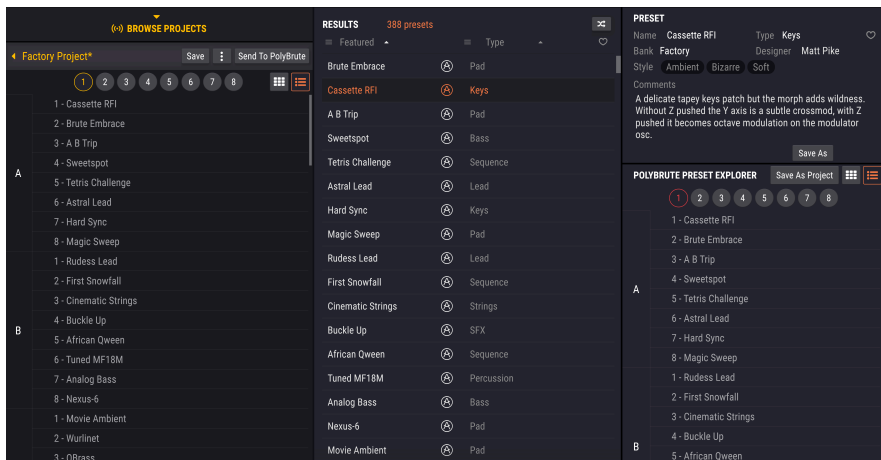 BROWSE PROJECTS
Factory Project*
Save
Send To PolyBrute
1 2 3 4 5 6 7 8
A
1 - Cassette RFI
2 - Brute Embrace
3 - A B Trip
4 - Sweetspot
5 - Tetris Challenge
6 - Astral Lead
7 - Hard Sync
8 - Magic Sweep
B
1 - Rudess Lead
2 - First Snowfall
3 - Cinematic Strings
4 - Buckle Up
5 - African Qween
6 - Tuned MF18M
7 - Analog Bass
8 - Nexus-6
1 - Movie Ambient
2 - Wurlinet
3 - OBrass
RESULTS 388 presets
Featured Type
Brute Embrace Pad
Cassette RFI Keys
A B Trip Pad
Sweetspot Bass
Tetris Challenge Sequence
Astral Lead Lead
Hard Sync Keys
Magic Sweep Pad
Rudess Lead Lead
First Snowfall Sequence
Cinematic Strings Strings
Buckle Up SFX
African Qween Sequence
Tuned MF18M Percussion
Analog Bass Bass
Nexus-6 Pad
Movie Ambient Pad
PRESET
Name Cassette RFI Type Keys
Bank Factory Designer Matt Pike
Style Ambient Bizarre Soft
Comments
A delicate tapey keys patch but the morph adds wildness.
Without Z pushed the Y axis is a subtle crossmod, with Z
pushed it becomes octave modulation on the modulator
osc.
Save As
POLYBRUTE PRESET EXPLORER Save As Project
1 2 3 4 5 6 7 8
A
1 - Cassette RFI
2 - Brute Embrace
3 - A B Trip
4 - Sweetspot
5 - Tetris Challenge
6 - Astral Lead
7 - Hard Sync
8 - Magic Sweep
B
1 - Rudess Lead
2 - First Snowfall
3 - Cinematic Strings
4 - Buckle Up
5 - African Qween